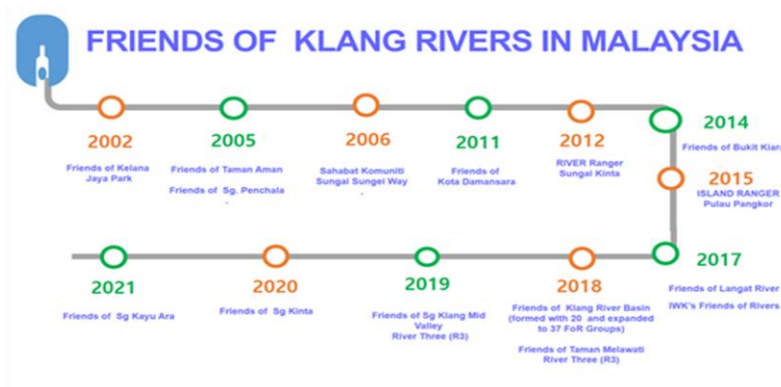 FRIENDS OF KLANG RIVERS IN MALAYSIA
2002
Friends of Kelana
Jaya Park
2005
Friends of Taman Aman
Friends of Sg. Penchala
-
2006
Sahabat Komuniti
Sungai Sungei Way
-
2011
Friends of
Kota Damansara
2012
RIVER Ranger
Sungai Kinta
2014
Friends of Bukit Kiar
2015
ISLAND RANGER
Pulau Pangkor
2017
Friends of Langat River
IWK's Friends of Rivers
2018
Friends of Klang River Basin
(formed with 20 and expanded
to 37 FoR Groups)
Friends of Taman Melawati
River Three (R3)
2019
Friends of Sg Klang Mid
Valley
River Three (R3)
2020
Friends of Sg Kinta
2021
Friends of Sg Kayu Ara